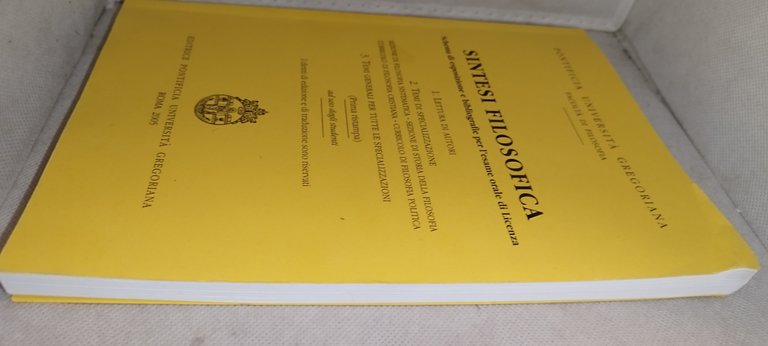 PONTIFICIA UNIVERSITÀ GREGORIANA
FACOLTÀ DI FILOSOFIA
SINTESI FILOSOFICA
Schemi di esposizione e bibliografie per l'esame orale di Licenza
1. LETTURA DI AUTORI
2. TEMI DI SPECIALIZZAZIONE
SEZIONE DI FILOSOFIA SISTEMATICA - SEZIONE DI STORIA DELLA FILOSOFIA
CURRICOLO DI FILOSOFIA CRISTIANA - CURRICOLO DI FILOSOFIA POLITICA
3. TEMI GENERALI PER TUTTE LE SPECIALIZZAZIONI
(Prima ristampa)
ad uso degli studenti
I diritti di edizione e di traduzione sono riservati
EDITRICE PONTIFICIA UNIVERSITÀ GREGORIANA
ROMA 2005